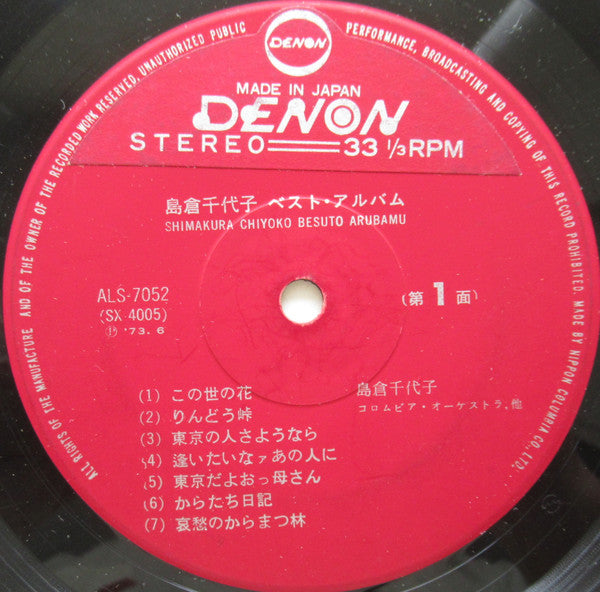 ALL RIGHTS OF THE MANUFACTURE AND OF THE OWNER OF THE RECORDED WORK RESERVED, UNAUTHORIZED PUBLIC PERFORMANCE, BROADCASTING AND COPYING OF THIS RECORD PROHIBITED. MADE BY NIPPON COLUMBIA CO., LTD.
DENON
MADE IN JAPAN
DENON
STEREO 33 1/3 RPM
島倉千代子 ベスト・アルバム
SHIMAKURA CHIYOKO BESUTO ARUBAMU
ALS-7052
(SX 4005)
Ⓟ '73. 6
(第1面)
(1) この世の花
(2) りんどう峠
(3) 東京の人さようなら
(4) 逢いたいなァあの人に
(5) 東京だよおっ母さん
(6) からたち日記
(7) 哀愁のからまつ林
島倉千代子
コロムビア・オーケストラ, 他